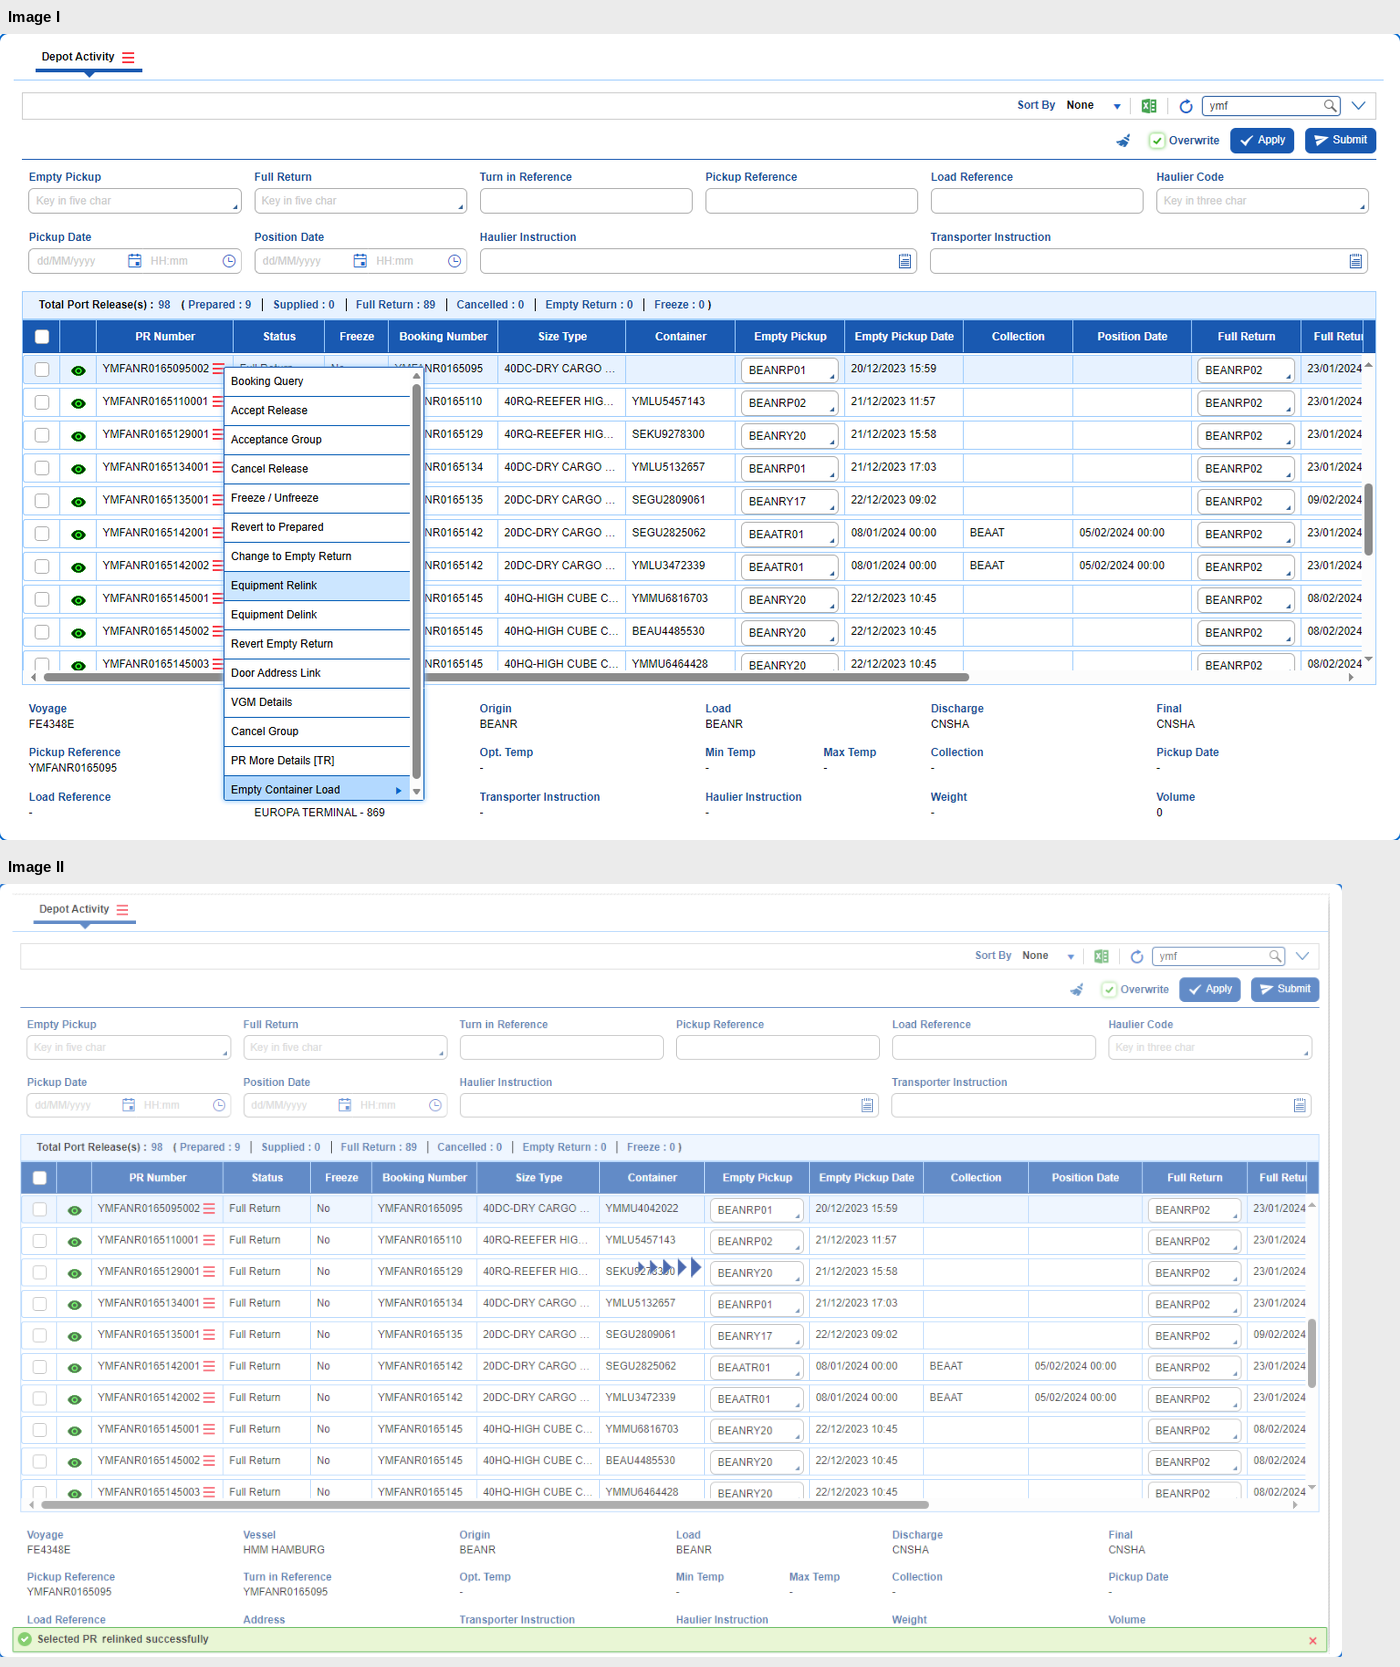 Image I
Depot Activity
Sort By None ymf
Overwrite Apply Submit
Empty Pickup Full Return Turn in Reference Pickup Reference Load Reference Haulier Code
Key in five char Key in five char Key in three char
Pickup Date Position Date Haulier Instruction Transporter Instruction
dd/MM/yyyy HH:mm dd/MM/yyyy HH:mm
Total Port Release(s) : 98 ( Prepared : 9 | Supplied : 0 | Full Return : 89 | Cancelled : 0 | Empty Return : 0 | Freeze : 0 )
PR Number Status Freeze Booking Number Size Type Container Empty Pickup Empty Pickup Date Collection Position Date Full Return Full Retur
YMFANR0165095002 Full Return No YMFANR0165095 40DC-DRY CARGO ... BEANRP01 20/12/2023 15:59 BEANRP02 23/01/2024
YMFANR0165110001 NR0165110 40RQ-REEFER HIG... YMLU5457143 BEANRP02 21/12/2023 11:57 BEANRP02 23/01/2024
YMFANR0165129001 NR0165129 40RQ-REEFER HIG... SEKU9278300 BEANRY20 21/12/2023 15:58 BEANRP02 23/01/2024
YMFANR0165134001 NR0165134 40DC-DRY CARGO ... YMLU5132657 BEANRP01 21/12/2023 17:03 BEANRP02 23/01/2024
YMFANR0165135001 NR0165135 20DC-DRY CARGO ... SEGU2809061 BEANRY17 22/12/2023 09:02 BEANRP02 09/02/2024
YMFANR0165142001 NR0165142 20DC-DRY CARGO ... SEGU2825062 BEAATR01 08/01/2024 00:00 BEAAT 05/02/2024 00:00 BEANRP02 23/01/2024
YMFANR0165142002 NR0165142 20DC-DRY CARGO ... YMLU3472339 BEAATR01 08/01/2024 00:00 BEAAT 05/02/2024 00:00 BEANRP02 23/01/2024
YMFANR0165145001 NR0165145 40HQ-HIGH CUBE C... YMMU6816703 BEANRY20 22/12/2023 10:45 BEANRP02 08/02/2024
YMFANR0165145002 NR0165145 40HQ-HIGH CUBE C... BEAU4485530 BEANRY20 22/12/2023 10:45 BEANRP02 08/02/2024
YMFANR0165145003 NR0165145 40HQ-HIGH CUBE C... YMMU6464428 BEANRY20 22/12/2023 10:45 BEANRP02 08/02/2024
Booking Query
Accept Release
Acceptance Group
Cancel Release
Freeze / Unfreeze
Revert to Prepared
Change to Empty Return
Equipment Relink
Equipment Delink
Revert Empty Return
Door Address Link
VGM Details
Cancel Group
PR More Details [TR]
Empty Container Load
Voyage Origin Load Discharge Final
FE4348E BEANR BEANR CNSHA CNSHA
Pickup Reference Opt. Temp Min Temp Max Temp Collection Pickup Date
YMFANR0165095 - - - - -
Load Reference Transporter Instruction Haulier Instruction Weight Volume
- EUROPA TERMINAL - 869 - - - 0
Image II
Depot Activity
Sort By None ymf
Overwrite Apply Submit
Empty Pickup Full Return Turn in Reference Pickup Reference Load Reference Haulier Code
Key in five char Key in five char Key in three char
Pickup Date Position Date Haulier Instruction Transporter Instruction
dd/MM/yyyy HH:mm dd/MM/yyyy HH:mm
Total Port Release(s) : 98 ( Prepared : 9 | Supplied : 0 | Full Return : 89 | Cancelled : 0 | Empty Return : 0 | Freeze : 0 )
PR Number Status Freeze Booking Number Size Type Container Empty Pickup Empty Pickup Date Collection Position Date Full Return Full Retur
YMFANR0165095002 Full Return No YMFANR0165095 40DC-DRY CARGO ... YMMU4042022 BEANRP01 20/12/2023 15:59 BEANRP02 23/01/2024
YMFANR0165110001 Full Return No YMFANR0165110 40RQ-REEFER HIG... YMLU5457143 BEANRP02 21/12/2023 11:57 BEANRP02 23/01/2024
YMFANR0165129001 Full Return No YMFANR0165129 40RQ-REEFER HIG... SEKU9278300 BEANRY20 21/12/2023 15:58 BEANRP02 23/01/2024
YMFANR0165134001 Full Return No YMFANR0165134 40DC-DRY CARGO ... YMLU5132657 BEANRP01 21/12/2023 17:03 BEANRP02 23/01/2024
YMFANR0165135001 Full Return No YMFANR0165135 20DC-DRY CARGO ... SEGU2809061 BEANRY17 22/12/2023 09:02 BEANRP02 09/02/2024
YMFANR0165142001 Full Return No YMFANR0165142 20DC-DRY CARGO ... SEGU2825062 BEAATR01 08/01/2024 00:00 BEAAT 05/02/2024 00:00 BEANRP02 23/01/2024
YMFANR0165142002 Full Return No YMFANR0165142 20DC-DRY CARGO ... YMLU3472339 BEAATR01 08/01/2024 00:00 BEAAT 05/02/2024 00:00 BEANRP02 23/01/2024
YMFANR0165145001 Full Return No YMFANR0165145 40HQ-HIGH CUBE C... YMMU6816703 BEANRY20 22/12/2023 10:45 BEANRP02 08/02/2024
YMFANR0165145002 Full Return No YMFANR0165145 40HQ-HIGH CUBE C... BEAU4485530 BEANRY20 22/12/2023 10:45 BEANRP02 08/02/2024
YMFANR0165145003 Full Return No YMFANR0165145 40HQ-HIGH CUBE C... YMMU6464428 BEANRY20 22/12/2023 10:45 BEANRP02 08/02/2024
Voyage Vessel Origin Load Discharge Final
FE4348E HMM HAMBURG BEANR BEANR CNSHA CNSHA
Pickup Reference Turn in Reference Opt. Temp Min Temp Max Temp Collection Pickup Date
YMFANR0165095 YMFANR0165095 - - - - -
Load Reference Address Transporter Instruction Haulier Instruction Weight Volume
Selected PR relinked successfully